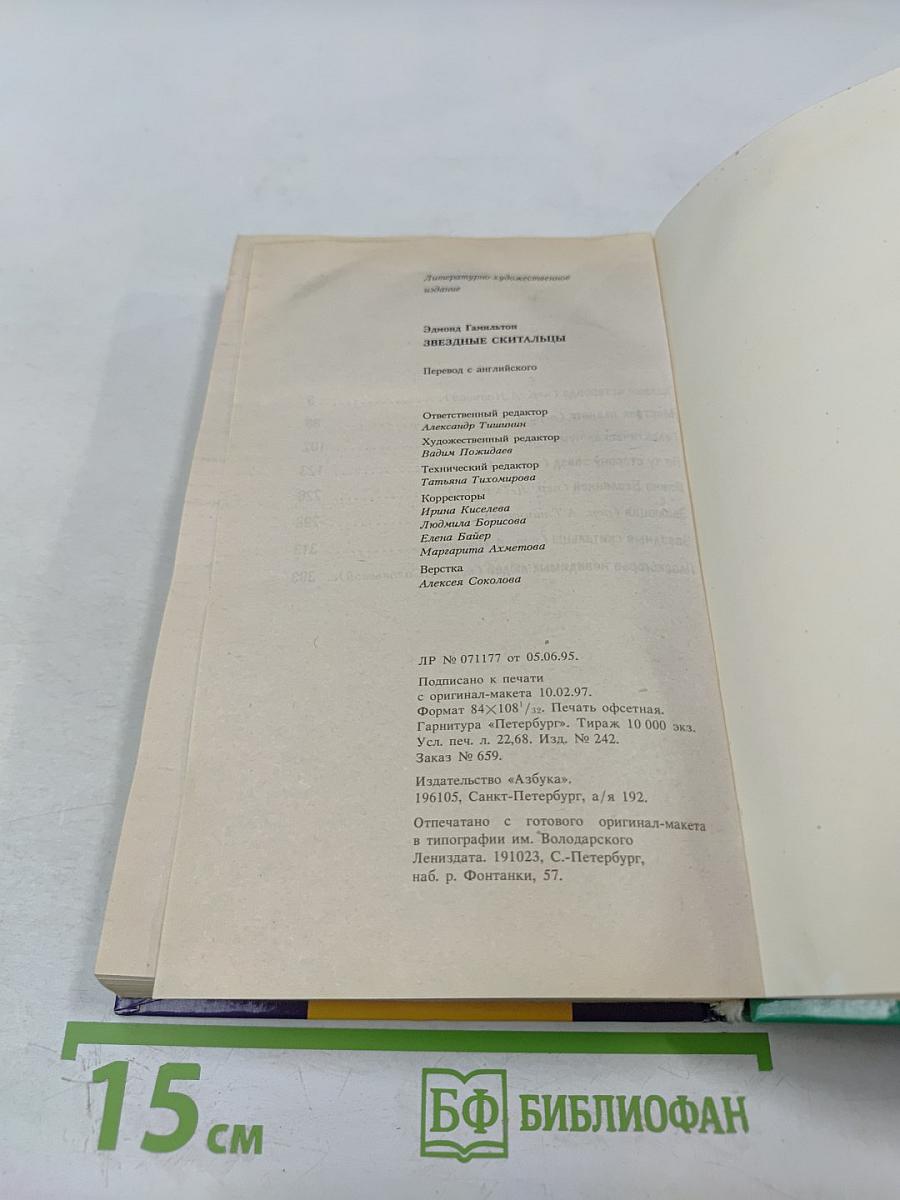 Литературно-художественное
издание
Эдмонд Гамильтон
ЗВЕЗДНЫЕ СКИТАЛЬЦЫ
Перевод с английского
Ответственный редактор
Александр Тишинин
Художественный редактор
Вадим Пожидаев
Технический редактор
Татьяна Тихомирова
Корректоры
Ирина Киселева
Людмила Борисова
Елена Байер
Маргарита Ахметова
Верстка
Алексея Соколова
ЛР № 071177 от 05.06.95.
Подписано к печати
с оригинал-макета 10.02.97.
Формат 84×108¹/₃₂. Печать офсетная.
Гарнитура «Петербург». Тираж 10 000 экз.
Усл. печ. л. 22,68. Изд. № 242.
Заказ № 659.
Издательство «Азбука».
196105, Санкт-Петербург, а/я 192.
Отпечатано с готового оригинал-макета
в типографии им. Володарского
Лениздата. 191023, С.-Петербург,
наб. р. Фонтанки, 57.
15 см
БФ БИБЛИОФАН